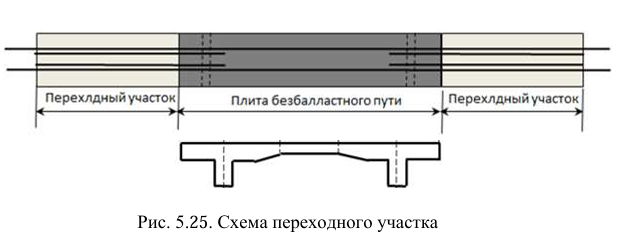 Перехлдный участок Плита безбалластного пути Перехлдный участок
Рис. 5.25. Схема переходного участка